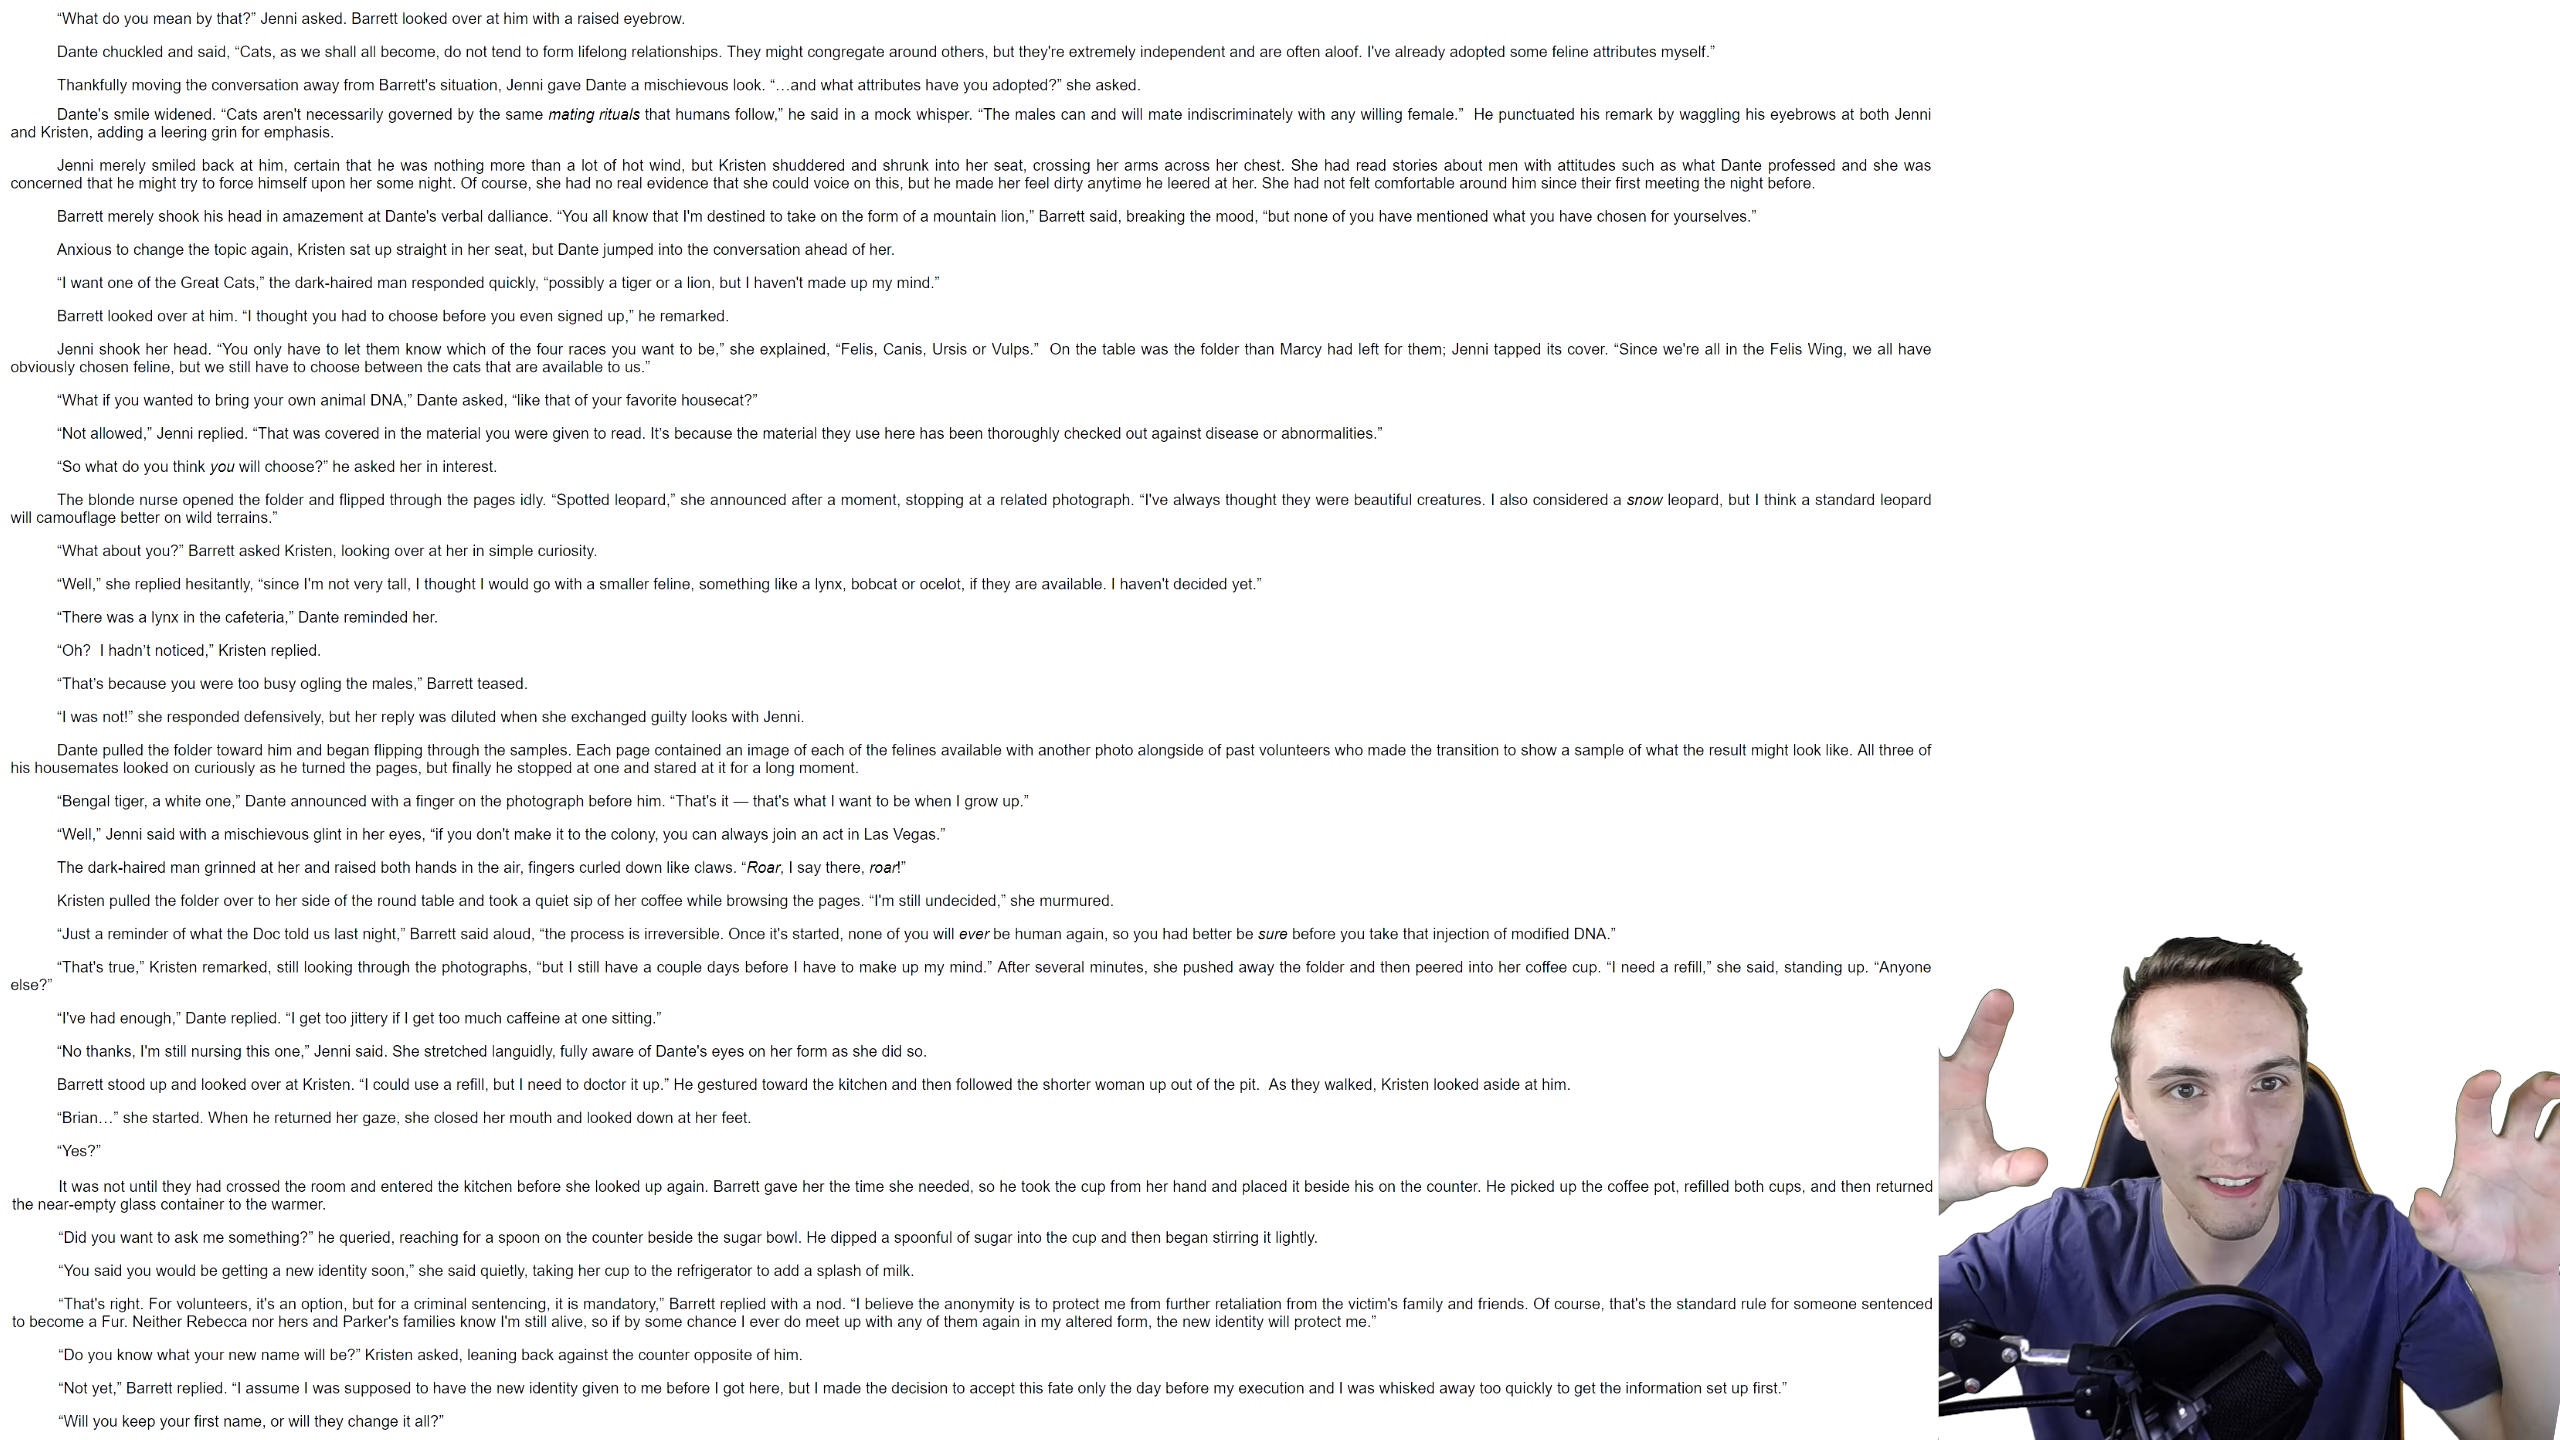 “What do you mean by that?” Jenni asked. Barrett looked over at him with a raised eyebrow.
Dante chuckled and said, “Cats, as we shall all become, do not tend to form lifelong relationships. They might congregate around others, but they're extremely independent and are often aloof. I've already adopted some feline attributes myself.”
Thankfully moving the conversation away from Barrett's situation, Jenni gave Dante a mischievous look. “…and what attributes have you adopted?” she asked.
Dante's smile widened. “Cats aren't necessarily governed by the same mating rituals that humans follow,” he said in a mock whisper. “The males can and will mate indiscriminately with any willing female.”  He punctuated his remark by waggling his eyebrows at both Jenni
and Kristen, adding a leering grin for emphasis.
Jenni merely smiled back at him, certain that he was nothing more than a lot of hot wind, but Kristen shuddered and shrunk into her seat, crossing her arms across her chest. She had read stories about men with attitudes such as what Dante professed and she was
concerned that he might try to force himself upon her some night. Of course, she had no real evidence that she could voice on this, but he made her feel dirty anytime he leered at her. She had not felt comfortable around him since their first meeting the night before.
Barrett merely shook his head in amazement at Dante's verbal dalliance. “You all know that I'm destined to take on the form of a mountain lion,” Barrett said, breaking the mood, “but none of you have mentioned what you have chosen for yourselves.”
Anxious to change the topic again, Kristen sat up straight in her seat, but Dante jumped into the conversation ahead of her.
“I want one of the Great Cats,” the dark-haired man responded quickly, “possibly a tiger or a lion, but I haven't made up my mind.”
Barrett looked over at him. “I thought you had to choose before you even signed up,” he remarked.
Jenni shook her head. “You only have to let them know which of the four races you want to be,” she explained, “Felis, Canis, Ursis or Vulps.”  On the table was the folder than Marcy had left for them; Jenni tapped its cover. “Since we're all in the Felis Wing, we all have
obviously chosen feline, but we still have to choose between the cats that are available to us.”
“What if you wanted to bring your own animal DNA,” Dante asked, “like that of your favorite housecat?”
“Not allowed,” Jenni replied. “That was covered in the material you were given to read. It’s because the material they use here has been thoroughly checked out against disease or abnormalities.”
“So what do you think you will choose?” he asked her in interest.
The blonde nurse opened the folder and flipped through the pages idly. “Spotted leopard,” she announced after a moment, stopping at a related photograph. “I've always thought they were beautiful creatures. I also considered a snow leopard, but I think a standard leopard
will camouflage better on wild terrains.”
“What about you?” Barrett asked Kristen, looking over at her in simple curiosity.
“Well,” she replied hesitantly, “since I'm not very tall, I thought I would go with a smaller feline, something like a lynx, bobcat or ocelot, if they are available. I haven't decided yet.”
“There was a lynx in the cafeteria,” Dante reminded her.
“Oh?  I hadn’t noticed,” Kristen replied.
“That's because you were too busy ogling the males,” Barrett teased.
“I was not!” she responded defensively, but her reply was diluted when she exchanged guilty looks with Jenni.
Dante pulled the folder toward him and began flipping through the samples. Each page contained an image of each of the felines available with another photo alongside of past volunteers who made the transition to show a sample of what the result might look like. All three of
his housemates looked on curiously as he turned the pages, but finally he stopped at one and stared at it for a long moment.
“Bengal tiger, a white one,” Dante announced with a finger on the photograph before him. “That's it — that's what I want to be when I grow up.”
“Well,” Jenni said with a mischievous glint in her eyes, “if you don't make it to the colony, you can always join an act in Las Vegas.”
The dark-haired man grinned at her and raised both hands in the air, fingers curled down like claws. “Roar, I say there, roar!”
Kristen pulled the folder over to her side of the round table and took a quiet sip of her coffee while browsing the pages. “I'm still undecided,” she murmured.
“Just a reminder of what the Doc told us last night,” Barrett said aloud, “the process is irreversible. Once it's started, none of you will ever be human again, so you had better be sure before you take that injection of modified DNA.”
“That's true,” Kristen remarked, still looking through the photographs, “but I still have a couple days before I have to make up my mind.” After several minutes, she pushed away the folder and then peered into her coffee cup. “I need a refill,” she said, standing up. “Anyone
else?”
“I've had enough,” Dante replied. “I get too jittery if I get too much caffeine at one sitting.”
“No thanks, I'm still nursing this one,” Jenni said. She stretched languidly, fully aware of Dante's eyes on her form as she did so.
Barrett stood up and looked over at Kristen. “I could use a refill, but I need to doctor it up.” He gestured toward the kitchen and then followed the shorter woman up out of the pit.  As they walked, Kristen looked aside at him.
“Brian…” she started. When he returned her gaze, she closed her mouth and looked down at her feet.
“Yes?”
It was not until they had crossed the room and entered the kitchen before she looked up again. Barrett gave her the time she needed, so he took the cup from her hand and placed it beside his on the counter. He picked up the coffee pot, refilled both cups, and then returned
the near-empty glass container to the warmer.
“Did you want to ask me something?” he queried, reaching for a spoon on the counter beside the sugar bowl. He dipped a spoonful of sugar into the cup and then began stirring it lightly.
“You said you would be getting a new identity soon,” she said quietly, taking her cup to the refrigerator to add a splash of milk.
“That's right. For volunteers, it's an option, but for a criminal sentencing, it is mandatory,” Barrett replied with a nod. “I believe the anonymity is to protect me from further retaliation from the victim's family and friends. Of course, that's the standard rule for someone sentenced
to become a Fur. Neither Rebecca nor hers and Parker's families know I'm still alive, so if by some chance I ever do meet up with any of them again in my altered form, the new identity will protect me.”
“Do you know what your new name will be?” Kristen asked, leaning back against the counter opposite of him.
“Not yet,” Barrett replied. “I assume I was supposed to have the new identity given to me before I got here, but I made the decision to accept this fate only the day before my execution and I was whisked away too quickly to get the information set up first.”
“Will you keep your first name, or will they change it all?”